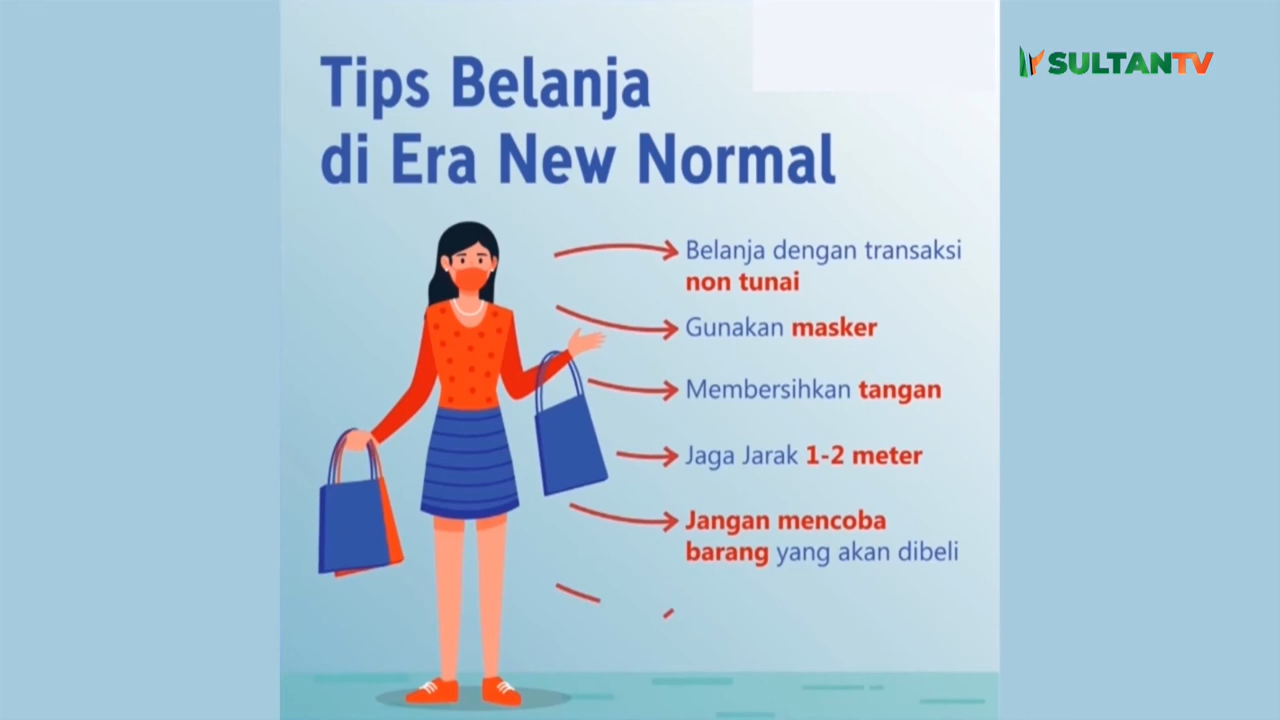 SULTANTV
Tips Belanja
di Era New Normal
Belanja dengan transaksi
non tunai
Gunakan masker
Membersihkan tangan
Jaga Jarak 1-2 meter
Jangan mencoba
barang yang akan dibeli